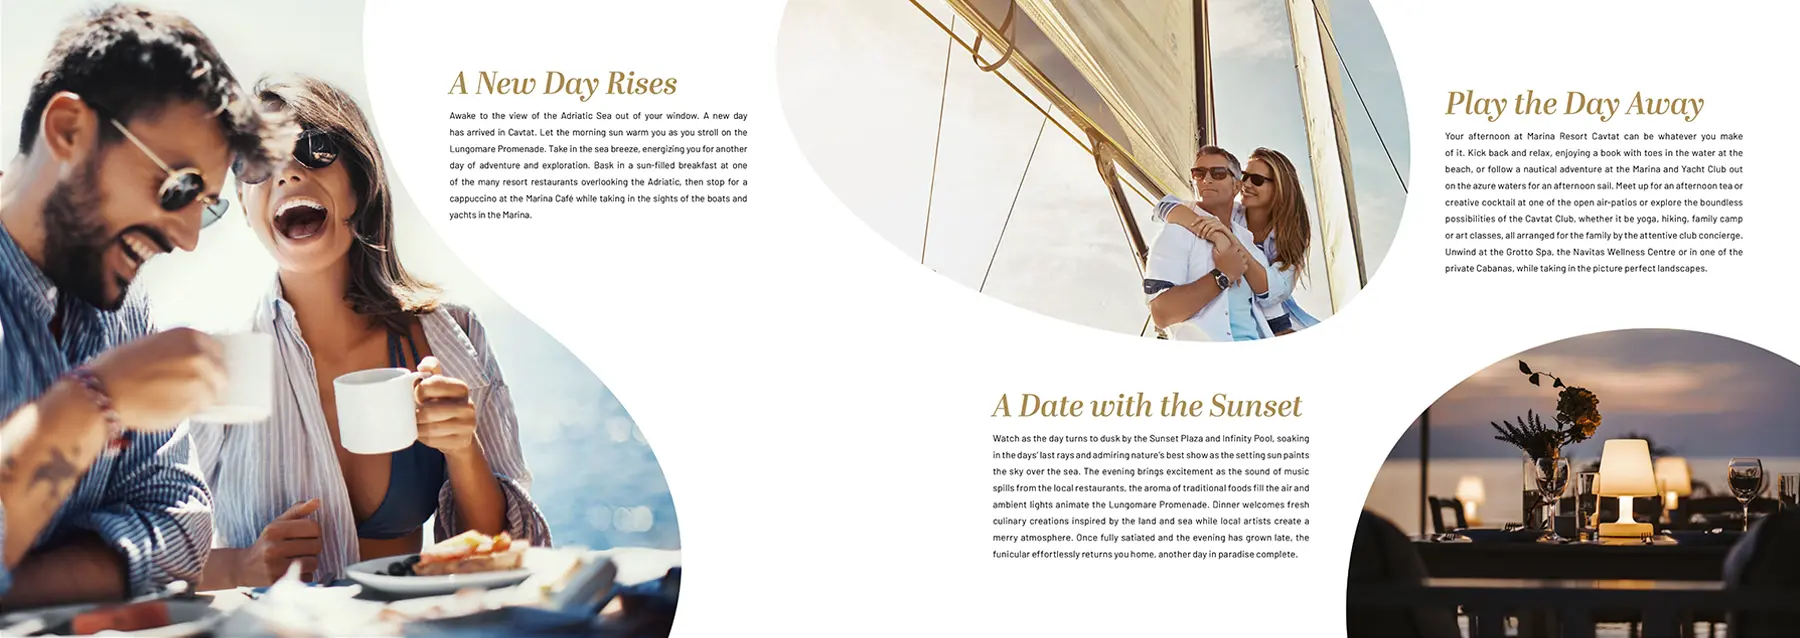 A New Day Rises
Awake to the view of the Adriatic Sea out of your window. A new day
has arrived in Cavtat. Let the morning sun warm you as you stroll on the
Lungomare Promenade. Take in the sea breeze, energizing you for another
day of adventure and exploration. Bask in a sun-filled breakfast at one
of the many resort restaurants overlooking the Adriatic, then stop for a
cappuccino at the Marina Café while taking in the sights of the boats and
yachts in the Marina.
Play the Day Away
Your afternoon at Marina Resort Cavtat can be whatever you make
of it. Kick back and relax, enjoying a book with toes in the water at the
beach, or follow a nautical adventure at the Marina and Yacht Club out
on the azure waters for an afternoon sail. Meet up for an afternoon tea or
creative cocktail at one of the open air-patios or explore the boundless
possibilities of the Cavtat Club, whether it be yoga, hiking, family camp
or art classes, all arranged for the family by the attentive club concierge.
Unwind at the Grotto Spa, the Navitas Wellness Centre or in one of the
private Cabanas, while taking in the picture perfect landscapes.
A Date with the Sunset
Watch as the day turns to dusk by the Sunset Plaza and Infinity Pool, soaking
in the days' last rays and admiring nature's best show as the setting sun paints
the sky over the sea. The evening brings excitement as the sound of music
spills from the local restaurants, the aroma of traditional foods fill the air and
ambient lights animate the Lungomare Promenade. Dinner welcomes fresh
culinary creations inspired by the land and sea while local artists create a
merry atmosphere. Once fully satiated and the evening has grown late, the
funicular effortlessly returns you home, another day in paradise complete.